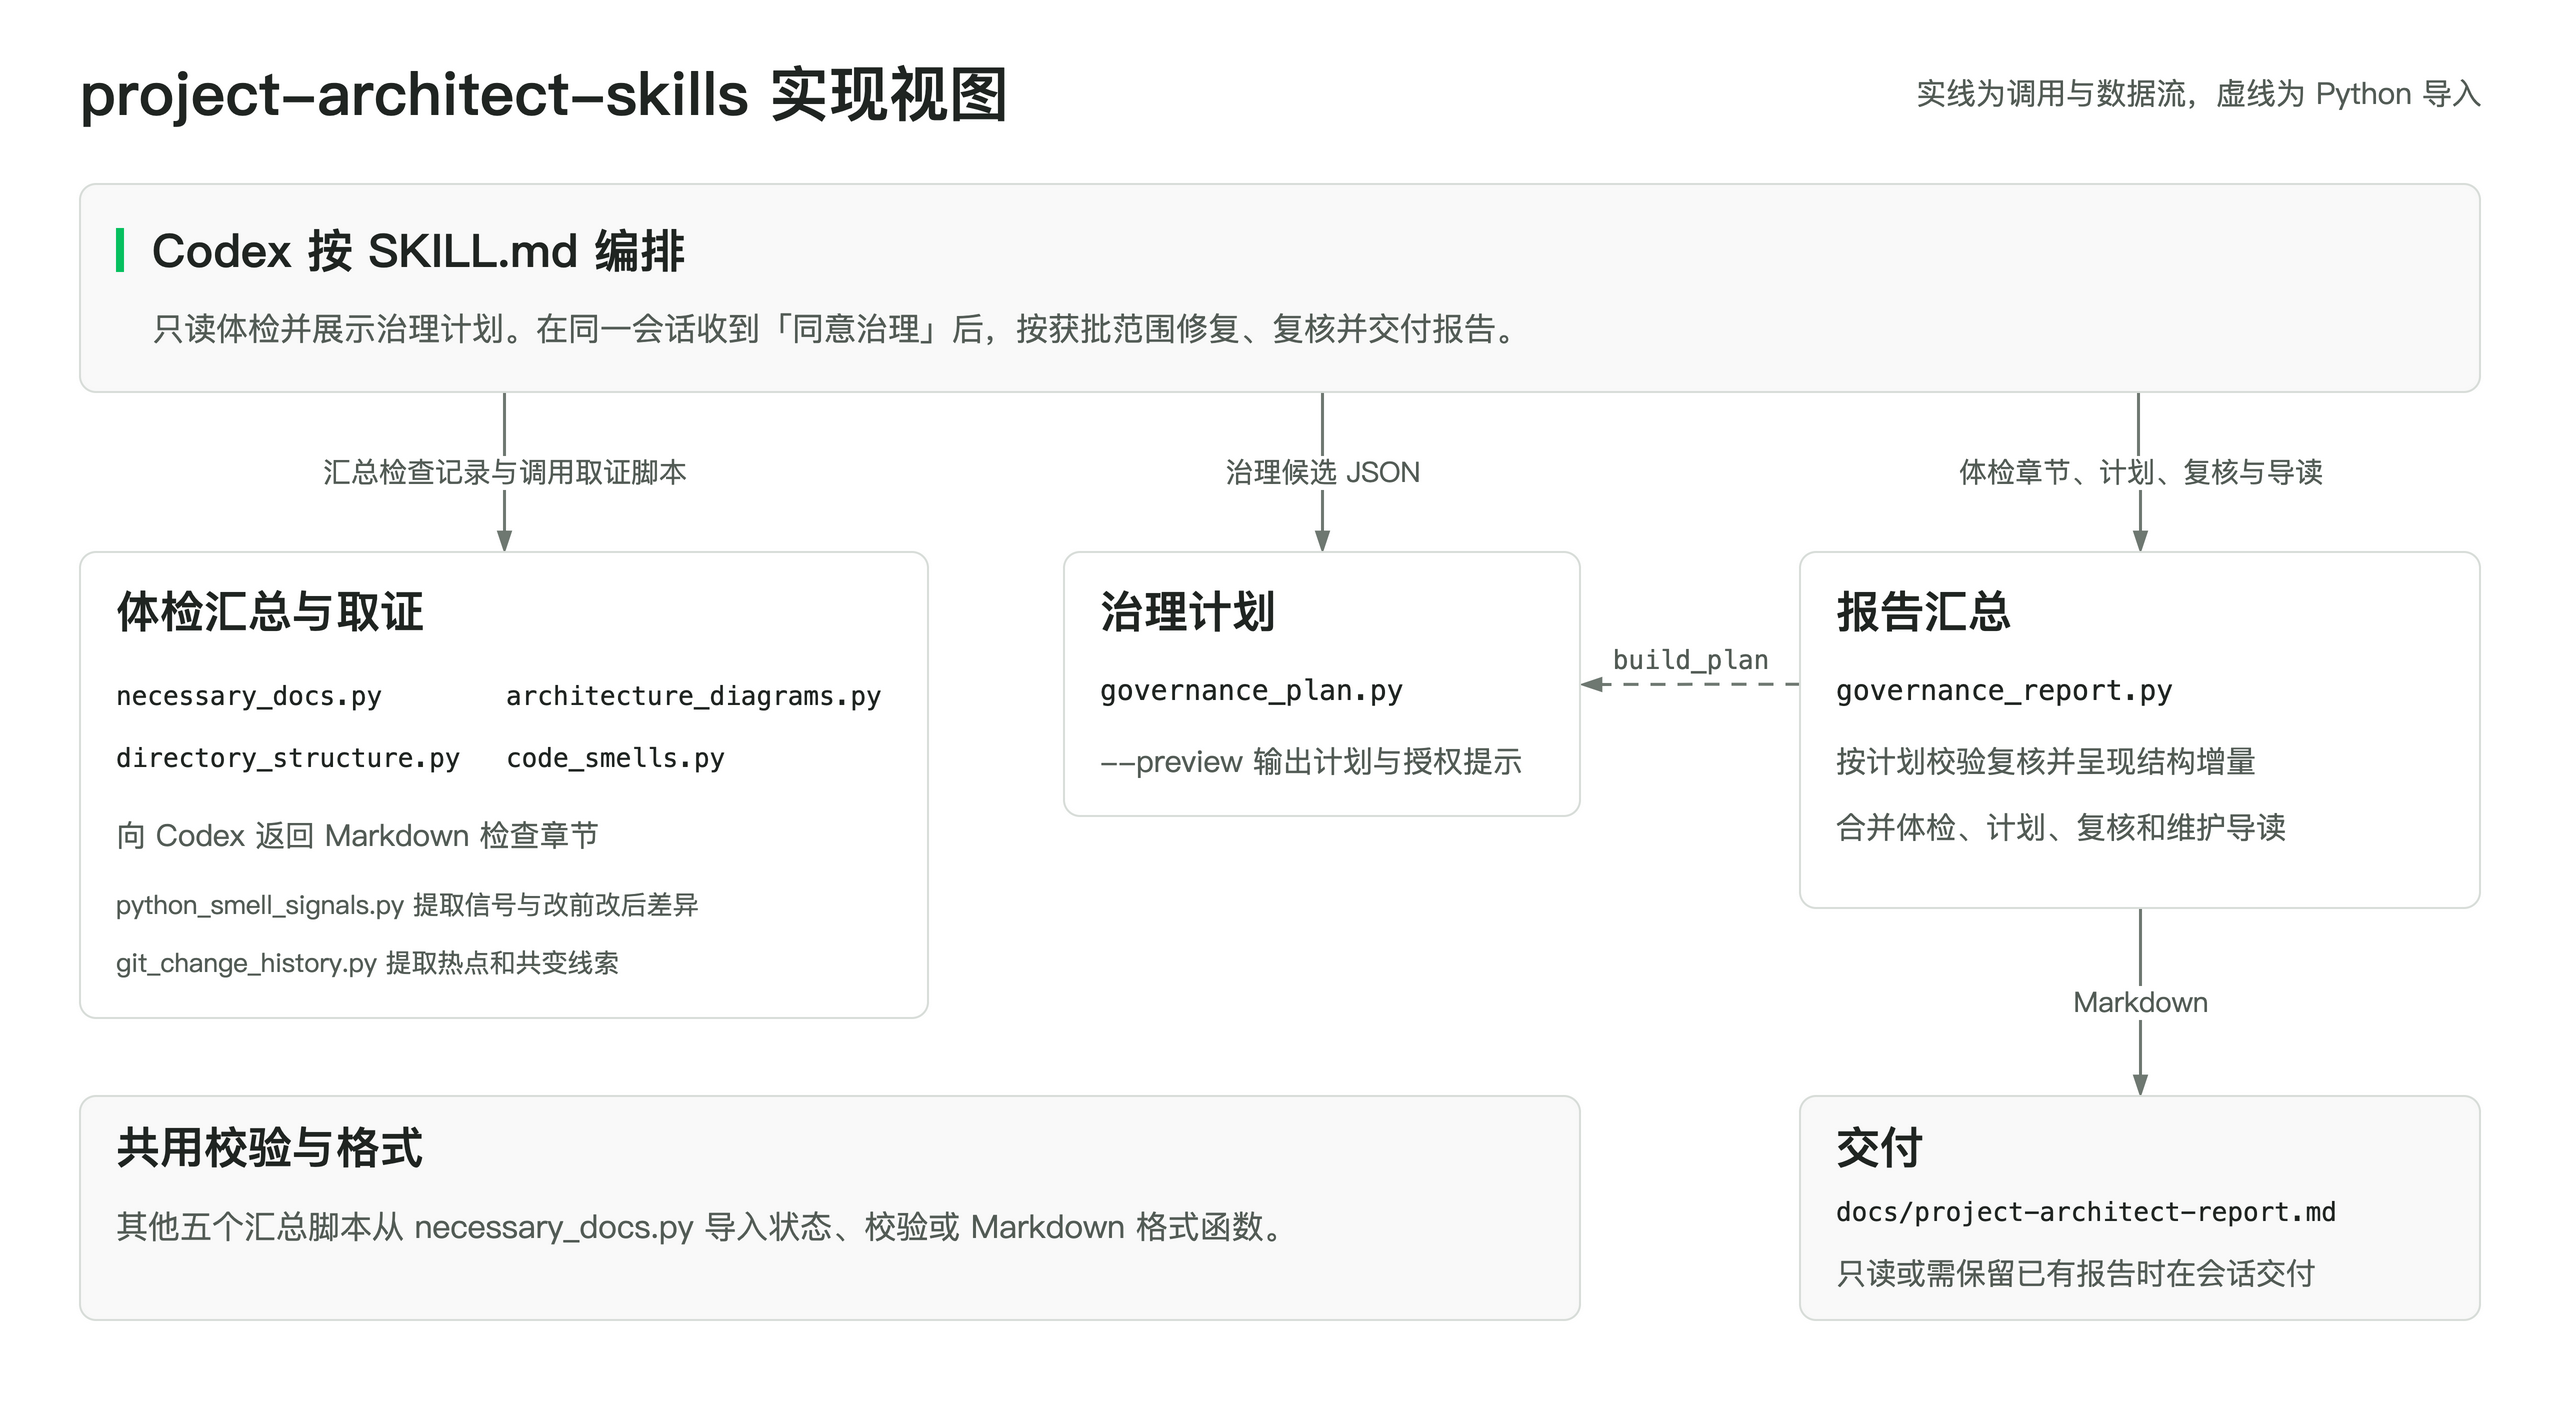 project-architect-skills 实现视图
实线为调用与数据流，虚线为 Python 导入
Codex 按 SKILL.md 编排
只读体检并展示治理计划。在同一会话收到「同意治理」后，按获批范围修复、复核并交付报告。
汇总检查记录与调用取证脚本
治理候选 JSON
体检章节、计划、复核与导读
体检汇总与取证
necessary_docs.py
architecture_diagrams.py
directory_structure.py
code_smells.py
向 Codex 返回 Markdown 检查章节
python_smell_signals.py 提取信号与改前改后差异
git_change_history.py 提取热点和共变线索
治理计划
governance_plan.py
--preview 输出计划与授权提示
build_plan
报告汇总
governance_report.py
按计划校验复核并呈现结构增量
合并体检、计划、复核和维护导读
Markdown
共用校验与格式
其他五个汇总脚本从 necessary_docs.py 导入状态、校验或 Markdown 格式函数。
交付
docs/project-architect-report.md
只读或需保留已有报告时在会话交付